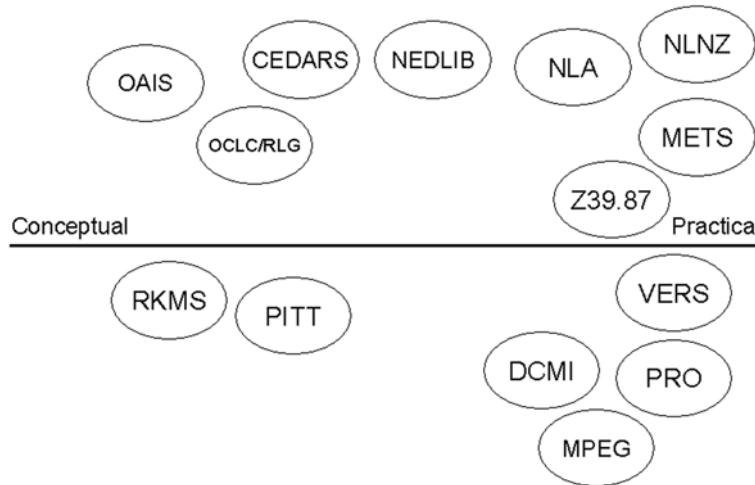 OAIS
CEDARS
NEDLIB
NLA
NLNZ
OCLC/RLG
METS
Z39.87
Conceptual
Practica
RKMS
PITT
VERS
DCMI
PRO
MPEG